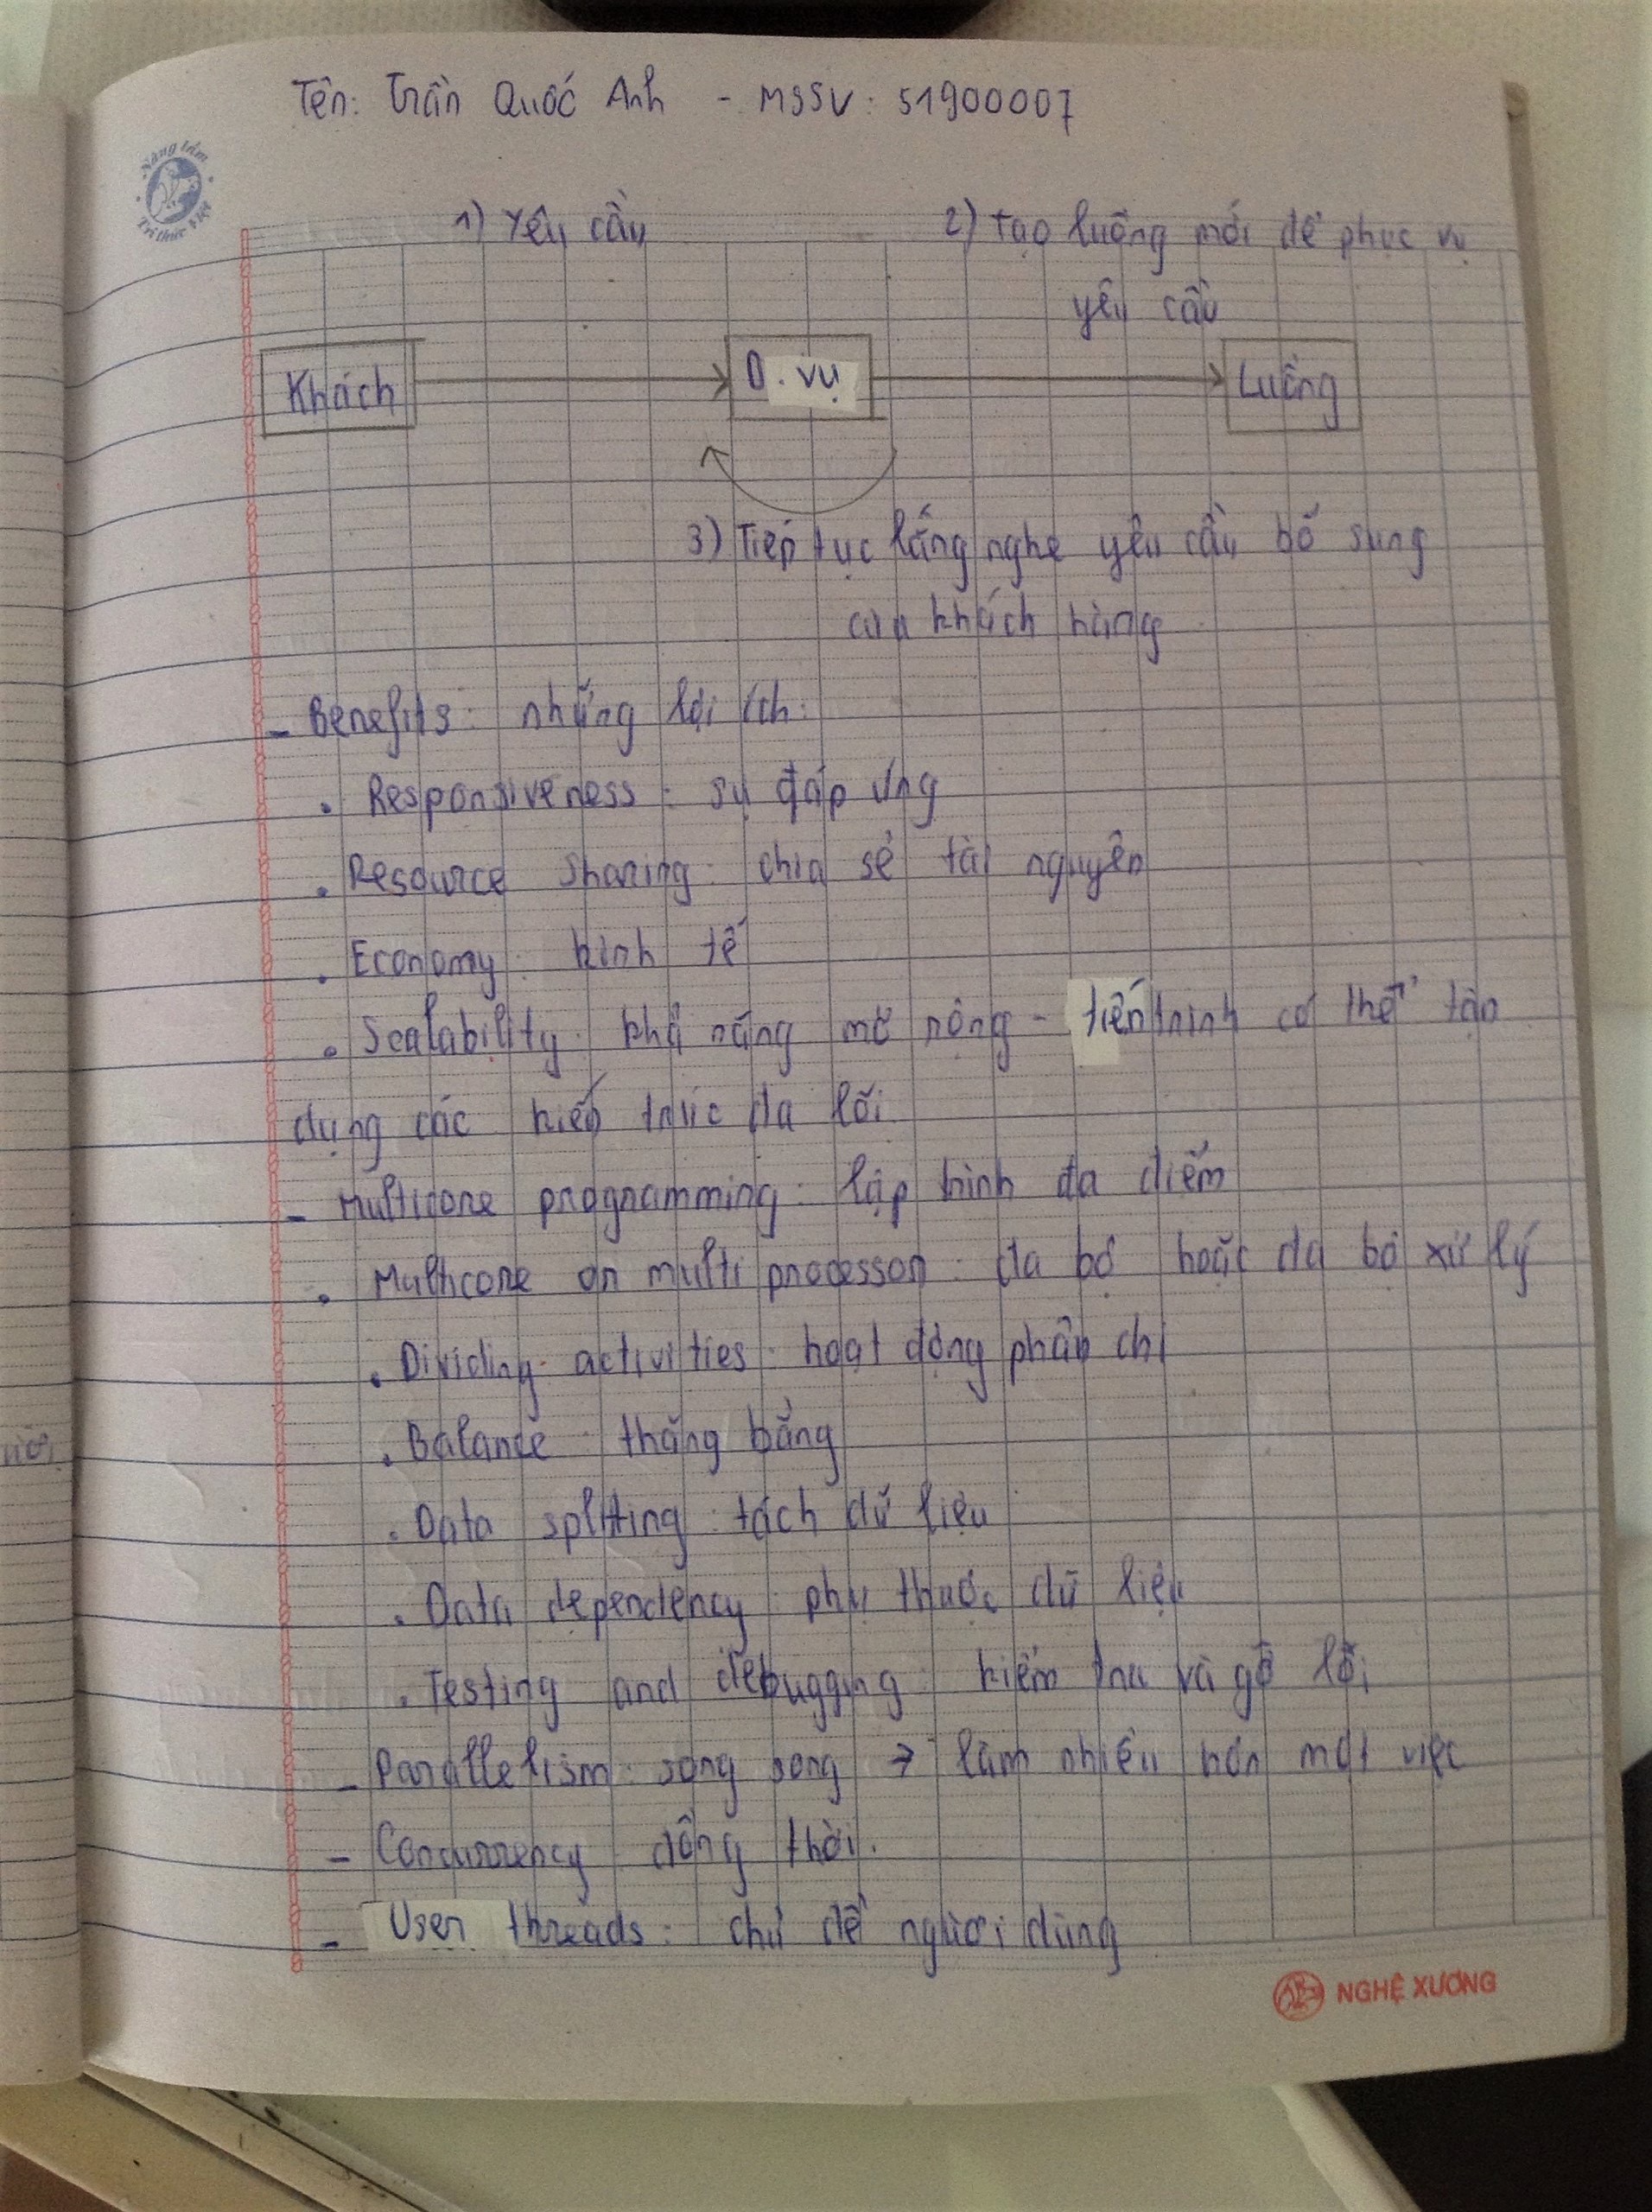 Tên: Trần Quốc Anh - MSSV: 51900007
Nâng tầm
Tri thức Việt
1) Yêu cầu
2) Tạo luồng mới để phục vụ
yêu cầu
Khách
D. vụ
Luồng
3) Tiếp tục lắng nghe yêu cầu bổ sung
của khách hàng
- Benefits: những lợi ích:
. Responsiveness: sự đáp ứng
. Resource sharing: chia sẻ tài nguyên
. Economy: kinh tế
. Scalability: khả năng mở rộng - tiến trình có thể tận
dụng các kiến trúc đa lõi
- Multicore programming: lập trình đa điểm
. Multicore or multi processor: đa bộ hoặc đa bộ xử lý
. Dividing activities: hoạt động phân chi
. Balance: thăng bằng
. Data splitting: tách dữ liệu
. Data dependency: phụ thuộc dữ liệu
. Testing and debugging: kiểm tra và gỡ lỗi
- Parallelism: song song → làm nhiều hơn một việc
- Concurrency: đồng thời.
- User threads: chủ đề người dùng
NGHỆ XƯƠNG